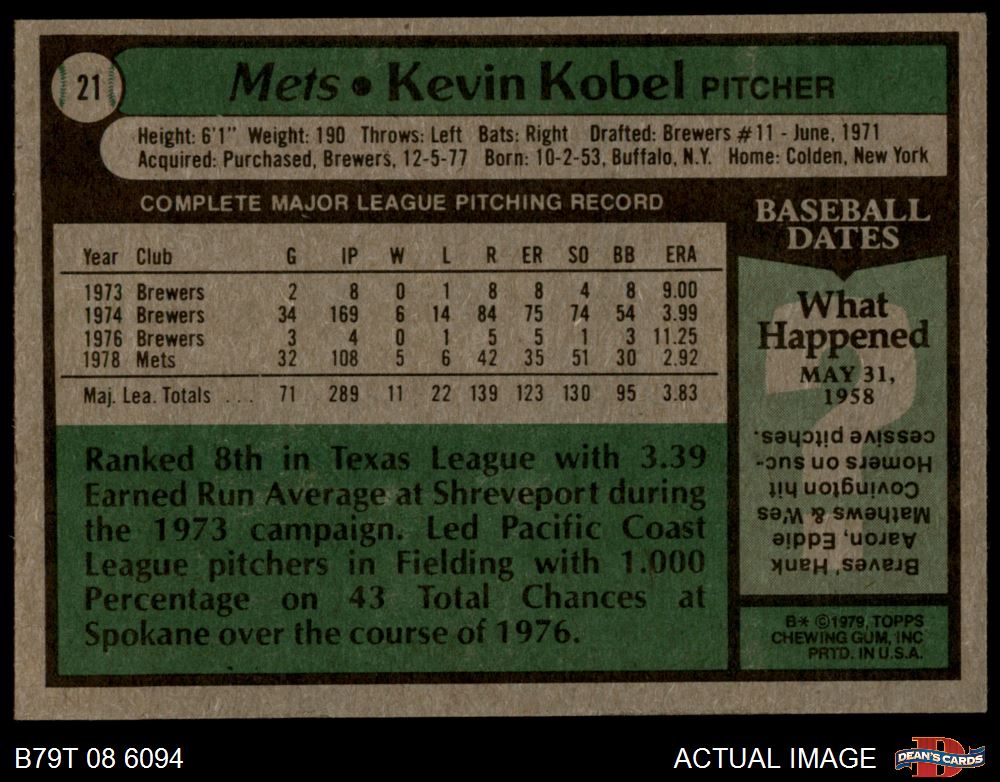 21
Mets • Kevin Kobel PITCHER
Height: 6'1" Weight: 190 Throws: Left Bats: Right Drafted: Brewers #11 - June, 1971
Acquired: Purchased, Brewers, 12-5-77 Born: 10-2-53, Buffalo, N.Y. Home: Colden, New York
COMPLETE MAJOR LEAGUE PITCHING RECORD
Year Club G IP W L R ER SO BB ERA
1973 Brewers 2 8 0 1 8 8 4 8 9.00
1974 Brewers 34 169 6 14 84 75 74 54 3.99
1976 Brewers 3 4 0 1 5 5 1 3 11.25
1978 Mets 32 108 5 6 42 35 51 30 2.92
Maj. Lea. Totals . . . 71 289 11 22 139 123 130 95 3.83
Ranked 8th in Texas League with 3.39
Earned Run Average at Shreveport during
the 1973 campaign. Led Pacific Coast
League pitchers in Fielding with 1.000
Percentage on 43 Total Chances at
Spokane over the course of 1976.
BASEBALL
DATES
What
Happened
MAY 31,
1958
Braves' Hank
Aaron, Eddie
Mathews & Wes
Covington hit
Homers on suc-
cessive pitches.
B* ©1979, TOPPS
CHEWING GUM, INC
PRTD. IN U.S.A.
B79T 08 6094
ACTUAL IMAGE
D
DEAN'S CARDS